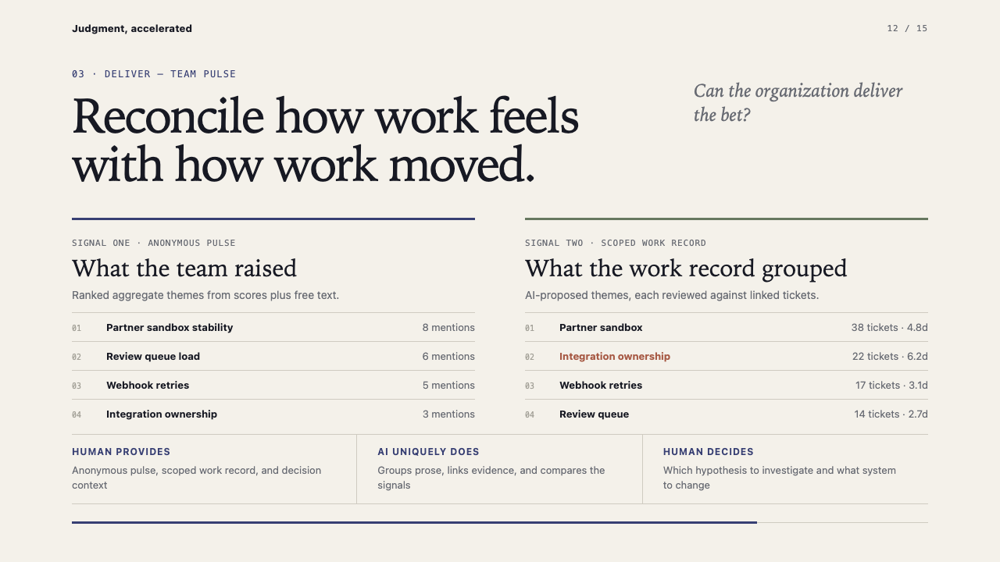 Judgment, accelerated
12 / 15
03 · DELIVER — TEAM PULSE
Reconcile how work feels
with how work moved.
Can the organization deliver
the bet?
SIGNAL ONE · ANONYMOUS PULSE
What the team raised
Ranked aggregate themes from scores plus free text.
01 Partner sandbox stability 8 mentions
02 Review queue load 6 mentions
03 Webhook retries 5 mentions
04 Integration ownership 3 mentions
SIGNAL TWO · SCOPED WORK RECORD
What the work record grouped
AI-proposed themes, each reviewed against linked tickets.
01 Partner sandbox 38 tickets · 4.8d
02 Integration ownership 22 tickets · 6.2d
03 Webhook retries 17 tickets · 3.1d
04 Review queue 14 tickets · 2.7d
HUMAN PROVIDES
Anonymous pulse, scoped work record, and decision
context
AI UNIQUELY DOES
Groups prose, links evidence, and compares the
signals
HUMAN DECIDES
Which hypothesis to investigate and what system
to change